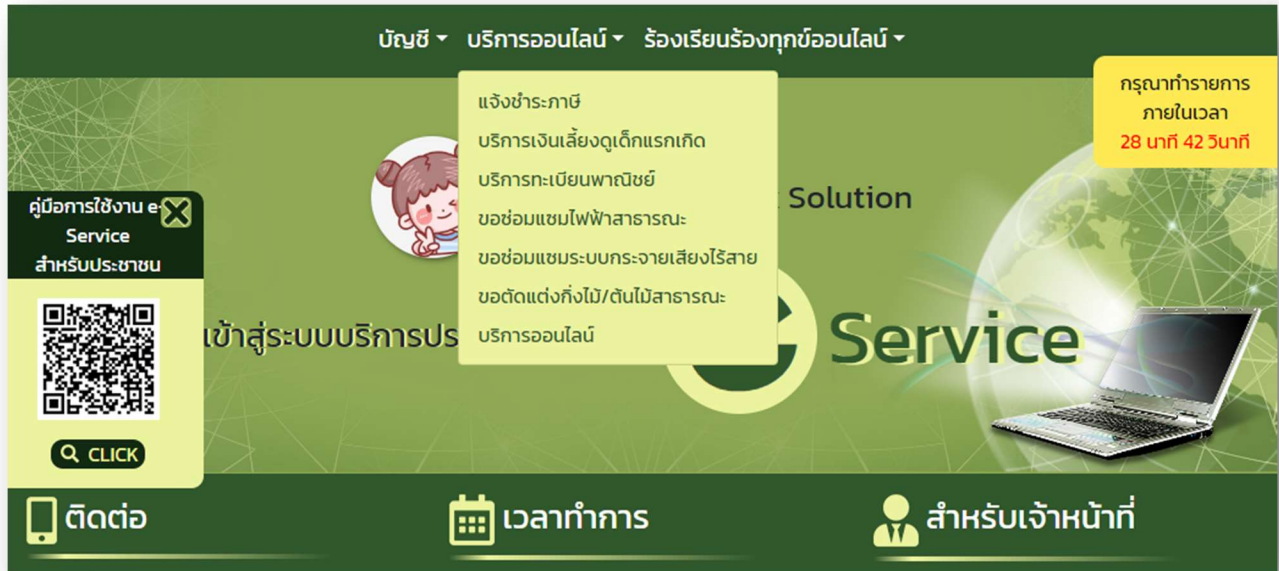 บัญชี บริการออนไลน์ ร้องเรียนร้องทุกข์ออนไลน์
แจ้งชำระภาษี
บริการเงินเลี้ยงดูเด็กแรกเกิด
บริการทะเบียนพาณิชย์
ขอซ่อมแซมไฟฟ้าสาธารณะ
ขอซ่อมแซมระบบกระจายเสียงไร้สาย
ขอตัดแต่งกิ่งไม้/ต้นไม้สาธารณะ
บริการออนไลน์
กรุณาทำรายการ
ภายในเวลา
28 นาที 42 วินาที
Solution
คู่มือการใช้งาน e-
Service
สำหรับประชาชน
CLICK
เข้าสู่ระบบบริการ
Service
ติดต่อ
เวลาทำการ
สำหรับเจ้าหน้าที่